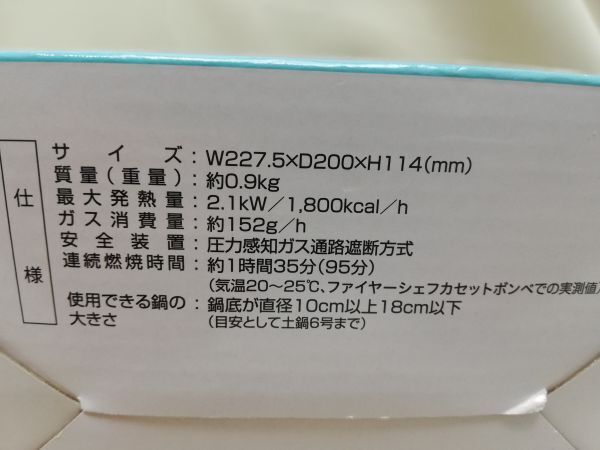 仕様
サイズ：W227.5×D200×H114(mm)
質量(重量)：約0.9kg
最大発熱量：2.1kW／1,800kcal／h
ガス消費量：約152g／h
安全装置：圧力感知ガス通路遮断方式
連続燃焼時間：約1時間35分(95分)
(気温20～25℃、ファイヤーシェフカセットボンベでの実測値)
使用できる鍋の：鍋底が直径10cm以上18cm以下
大きさ (目安として土鍋6号まで)